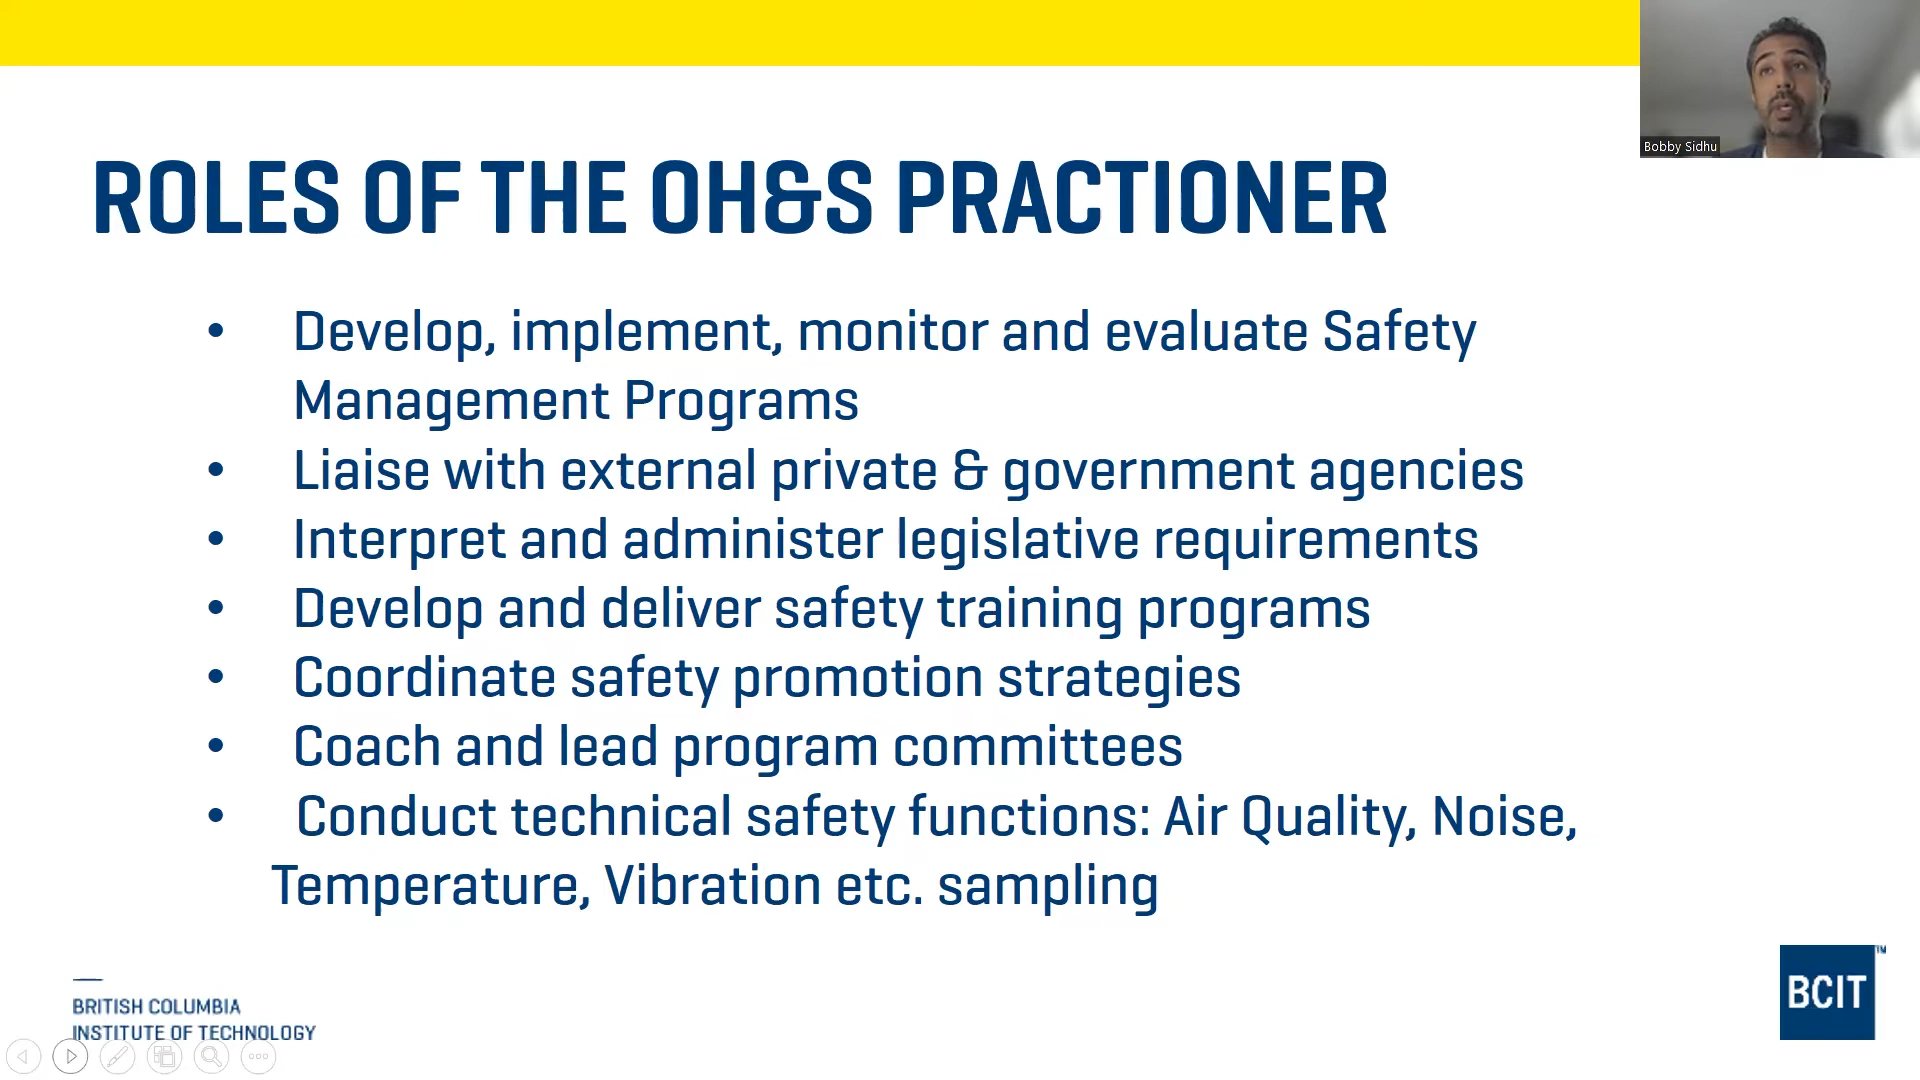 Bobby Sidhu
ROLES OF THE OH&S PRACTIONER
• Develop, implement, monitor and evaluate Safety
Management Programs
• Liaise with external private & government agencies
• Interpret and administer legislative requirements
• Develop and deliver safety training programs
• Coordinate safety promotion strategies
• Coach and lead program committees
• Conduct technical safety functions: Air Quality, Noise,
Temperature, Vibration etc. sampling
BRITISH COLUMBIA
INSTITUTE OF TECHNOLOGY
BCIT™